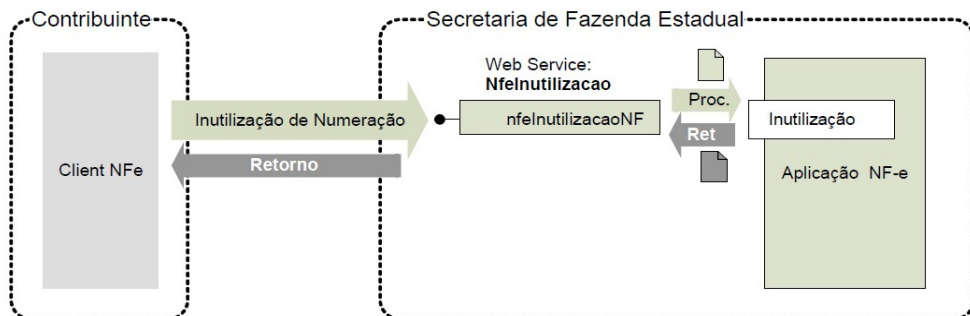 Contribuinte
Secretaria de Fazenda Estadual
Web Service:
NfeInutilizacao
Inutilização de Numeração
nfeInutilizacaoNF
Proc.
Inutilização
Client NFe
Retorno
Ret
Aplicação NF-e